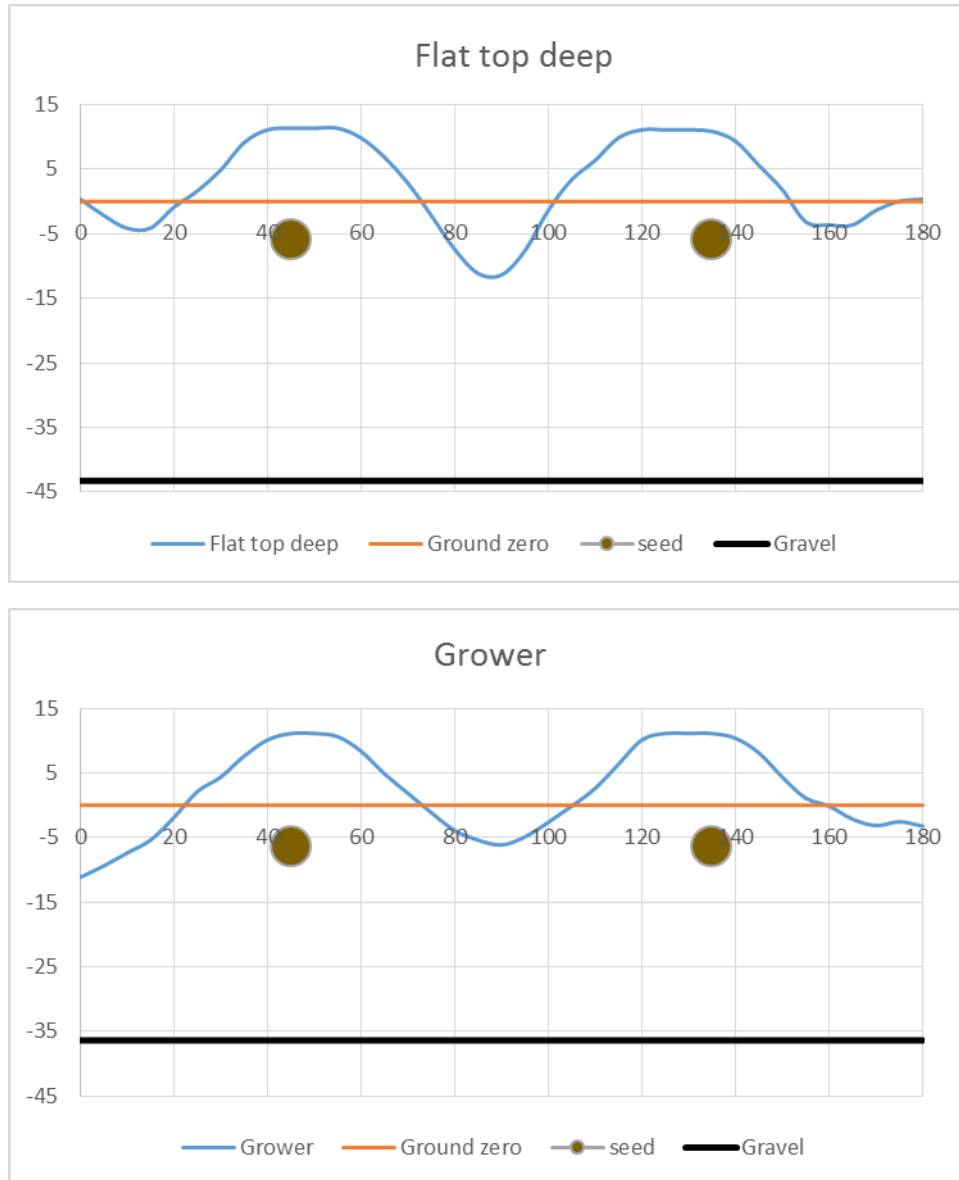 Flat top deep
15
5
-5
0 20 40 60 80 100 120 140 160 180
-15
-25
-35
-45
Flat top deep Ground zero seed Gravel
Grower
15
5
-5
0 20 40 60 80 100 120 140 160 180
-15
-25
-35
-45
Grower Ground zero seed Gravel